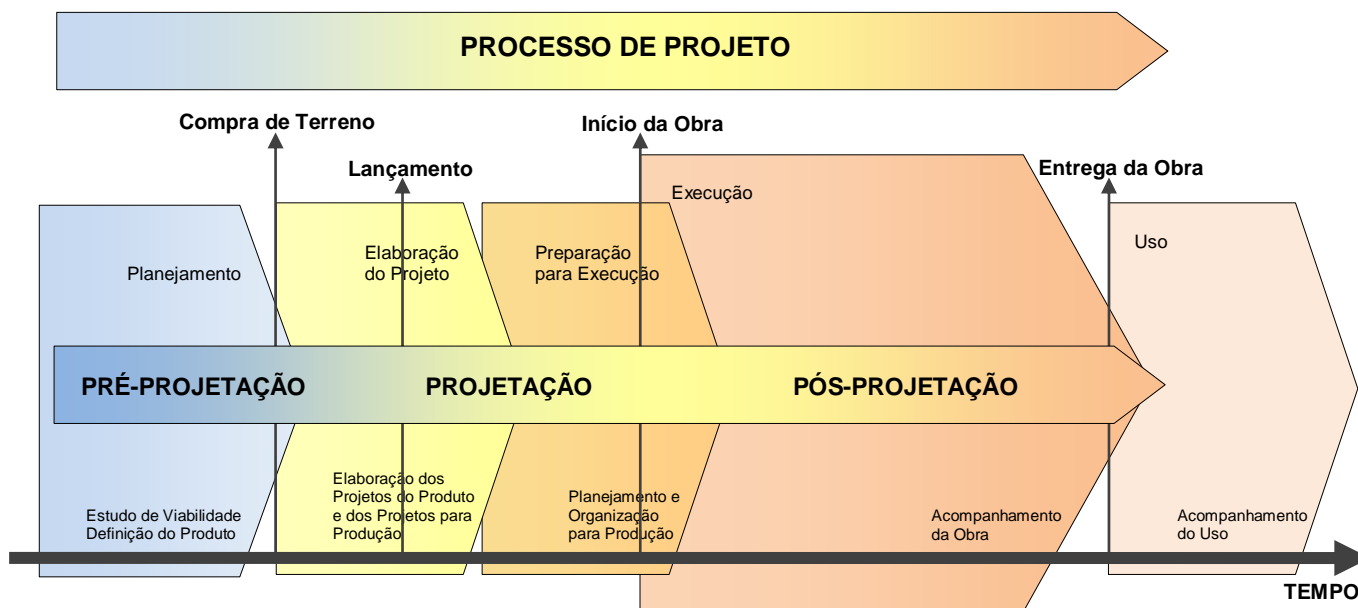 PROCESSO DE PROJETO
Compra de Terreno
Início da Obra
Lançamento
Entrega da Obra
Execução
Planejamento
Elaboração
do Projeto
Preparação
para Execução
Uso
PRÉ-PROJETAÇÃO
PROJETAÇÃO
PÓS-PROJETAÇÃO
Estudo de Viabilidade
Definição do Produto
Elaboração dos
Projetos do Produto
e dos Projetos para
Produção
Planejamento e
Organização
para Produção
Acompanhamento
da Obra
Acompanhamento
do Uso
TEMPO